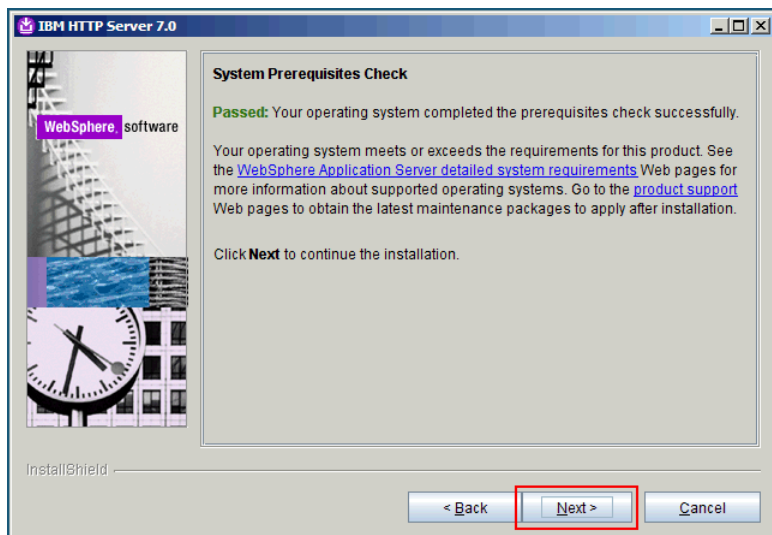 IBM HTTP Server 7.0
WebSphere. software
System Prerequisites Check
Passed: Your operating system completed the prerequisites check successfully.
Your operating system meets or exceeds the requirements for this product. See
the WebSphere Application Server detailed system requirements Web pages for
more information about supported operating systems. Go to the product support
Web pages to obtain the latest maintenance packages to apply after installation.
Click Next to continue the installation.
InstallShield
< Back
Next >
Cancel